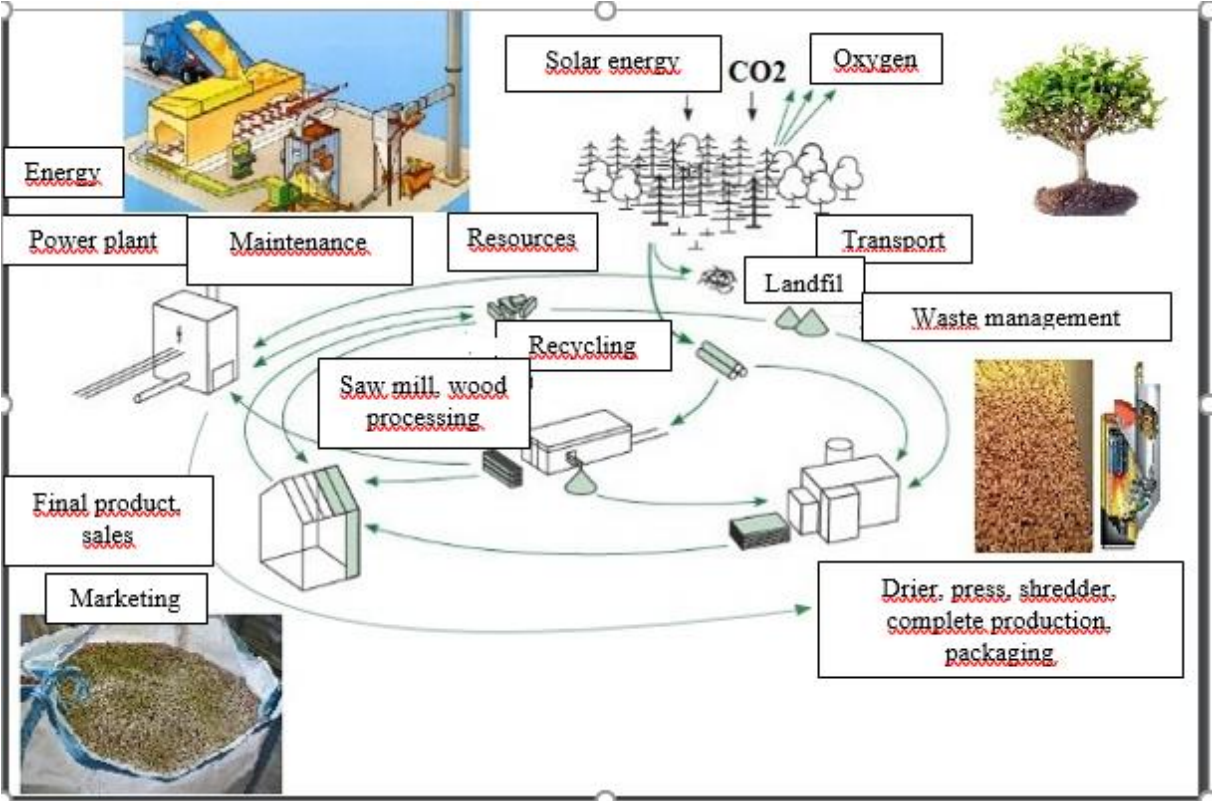 Solar energy
CO2
Oxygen
Energy
Power plant
Maintenance
Resources
Transport
Landfil
Waste management
Recycling
Saw mill, wood
processing
Final product,
sales
Marketing
Drier, press, shredder,
complete production,
packaging